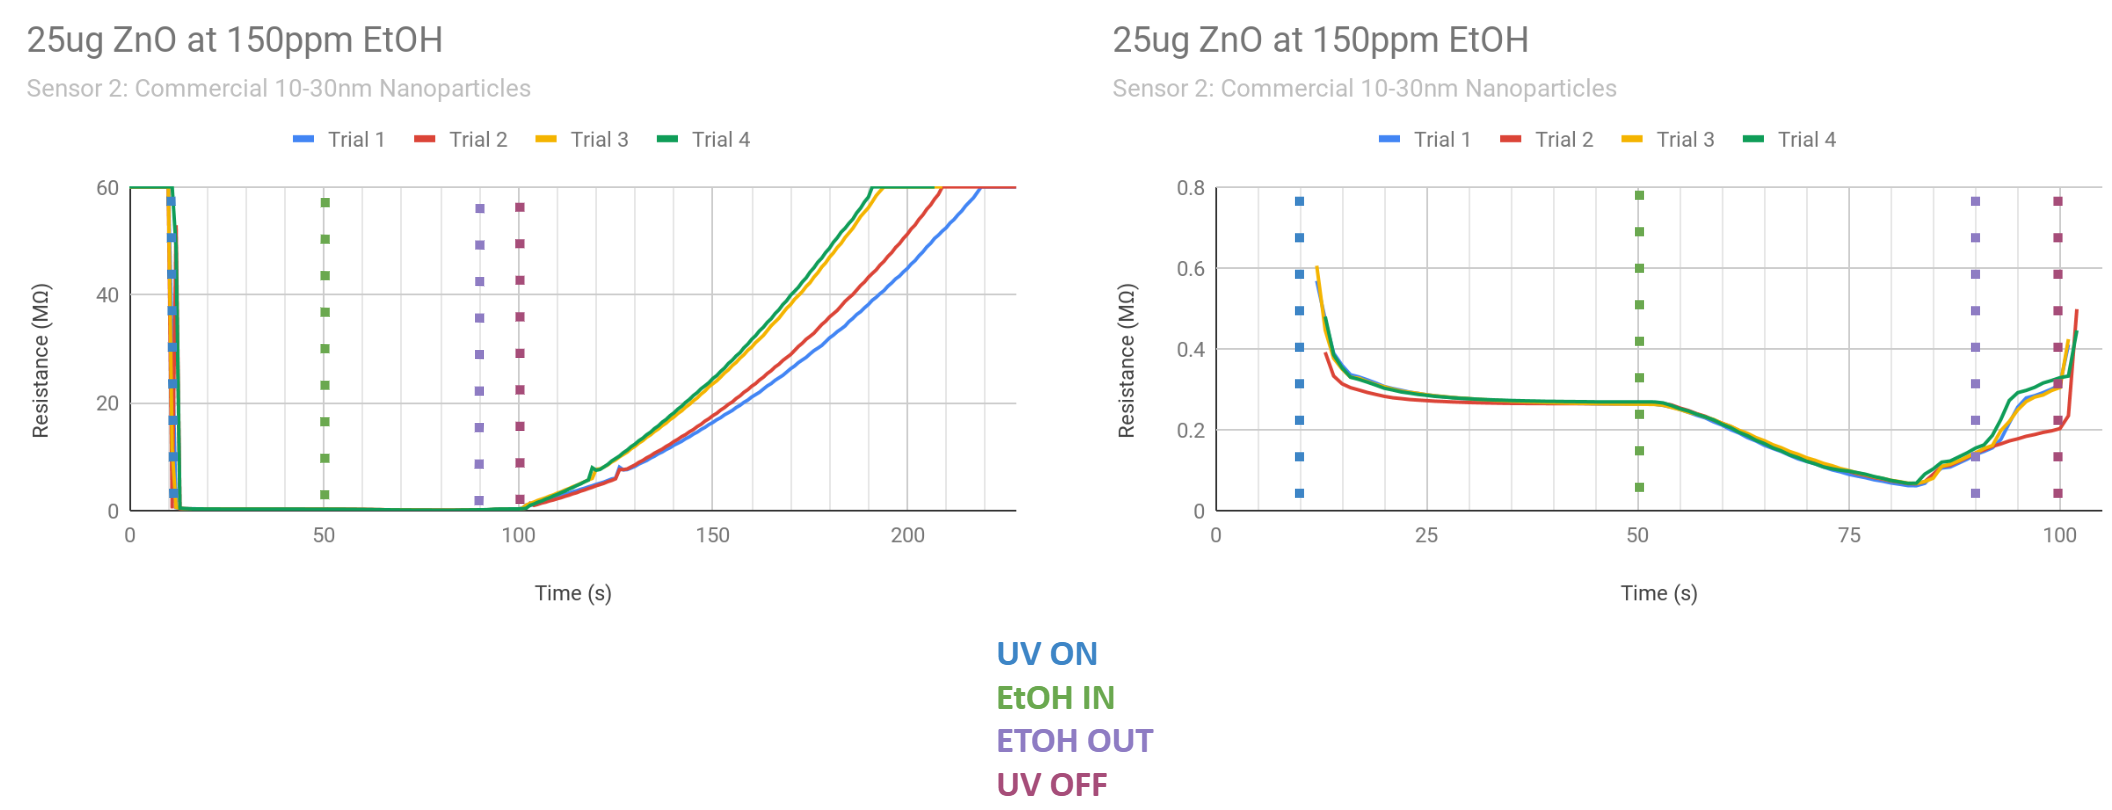 25ug ZnO at 150ppm EtOH
Sensor 2: Commercial 10-30nm Nanoparticles
Trial 1 Trial 2 Trial 3 Trial 4
60
40
20
0
Resistance (MΩ)
0 50 100 150 200
Time (s)
25ug ZnO at 150ppm EtOH
Sensor 2: Commercial 10-30nm Nanoparticles
Trial 1 Trial 2 Trial 3 Trial 4
0.8
0.6
0.4
0.2
0
Resistance (MΩ)
0 25 50 75 100
Time (s)
UV ON
EtOH IN
ETOH OUT
UV OFF